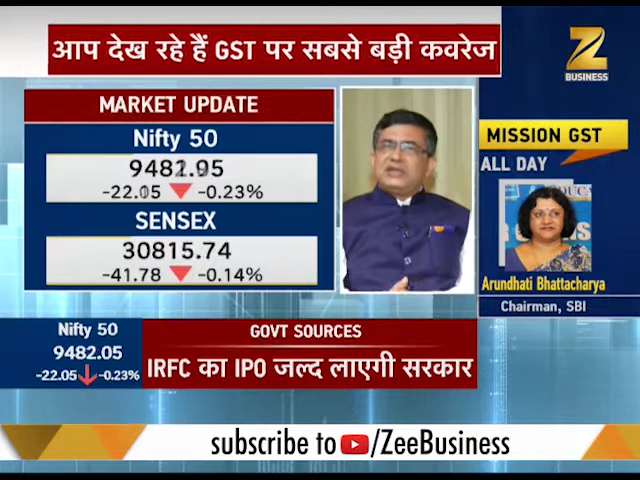 आप देख रहे हैं GST पर सबसे बड़ी कवरेज
Z
BUSINESS
MARKET UPDATE
Nifty 50
-22.05 -0.23%
SENSEX
30815.74
-41.78 -0.14%
MISSION GST
ALL DAY
Arundhati Bhattacharya
Chairman, SBI
Nifty 50
9482.05
-22.05 -0.23%
GOVT SOURCES
IRFC का IPO जल्द लाएगी सरकार
subscribe to /ZeeBusiness